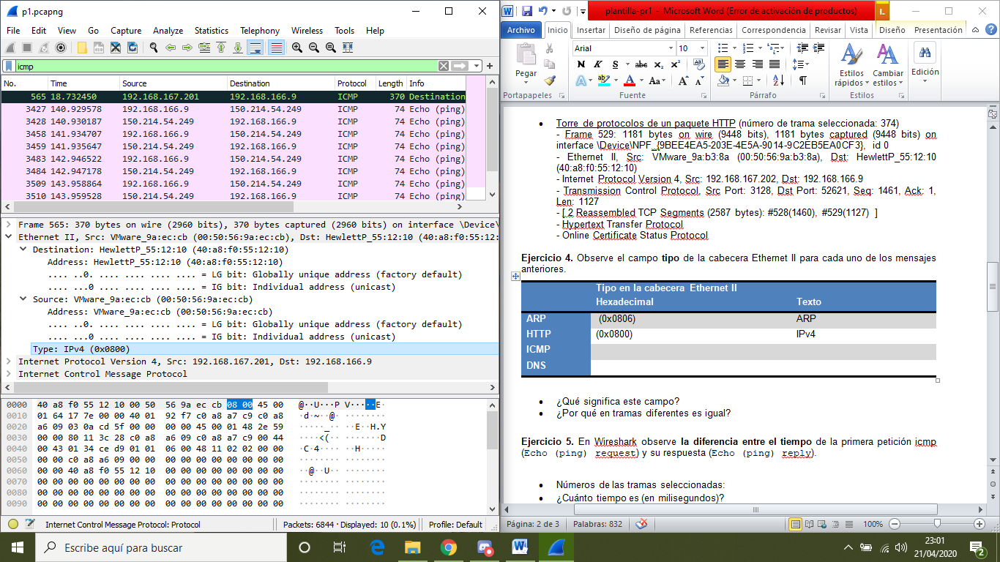 p1.pcapng
File Edit View Go Capture Analyze Statistics Telephony Wireless Tools Help
icmp
No. Time Source Destination Protocol Length Info
565 18.732450 192.168.167.201 192.168.166.9 ICMP 370 Destination
3427 140.929578 192.168.166.9 150.214.54.249 ICMP 74 Echo (ping)
3428 140.930187 150.214.54.249 192.168.166.9 ICMP 74 Echo (ping)
3458 141.934707 192.168.166.9 150.214.54.249 ICMP 74 Echo (ping)
3459 141.935647 150.214.54.249 192.168.166.9 ICMP 74 Echo (ping)
3483 142.946522 192.168.166.9 150.214.54.249 ICMP 74 Echo (ping)
3484 142.947178 150.214.54.249 192.168.166.9 ICMP 74 Echo (ping)
3509 143.958864 192.168.166.9 150.214.54.249 ICMP 74 Echo (ping)
3510 143.959528 150.214.54.249 192.168.166.9 ICMP 74 Echo (ping)
Frame 565: 370 bytes on wire (2960 bits), 370 bytes captured (2960 bits) on interface \Device\
Ethernet II, Src: VMware_9a:ec:cb (00:50:56:9a:ec:cb), Dst: HewlettP_55:12:10 (40:a8:f0:55:12:
Destination: HewlettP_55:12:10 (40:a8:f0:55:12:10)
Address: HewlettP_55:12:10 (40:a8:f0:55:12:10)
.... ..0. .... .... .... .... = LG bit: Globally unique address (factory default)
.... ...0 .... .... .... .... = IG bit: Individual address (unicast)
Source: VMware_9a:ec:cb (00:50:56:9a:ec:cb)
Address: VMware_9a:ec:cb (00:50:56:9a:ec:cb)
.... ..0. .... .... .... .... = LG bit: Globally unique address (factory default)
.... ...0 .... .... .... .... = IG bit: Individual address (unicast)
Type: IPv4 (0x0800)
Internet Protocol Version 4, Src: 192.168.167.201, Dst: 192.168.166.9
Internet Control Message Protocol
0000 40 a8 f0 55 12 10 00 50 56 9a ec cb 08 00 45 00 @··U···P V·····E·
0010 01 64 17 7e 00 00 40 01 92 f7 c0 a8 a7 c9 c0 a8 ·d·~··@· ········
0020 a6 09 03 0a cd 5f 00 00 00 00 45 00 01 48 2e 59 ·····_·· ··E··H.Y
0030 00 00 80 11 3c 28 c0 a8 a6 09 c0 a8 a7 c9 00 44 ····<(·· ·······D
0040 00 43 01 34 ce d9 01 01 06 00 48 11 02 02 00 00 ·C·4···· ··H·····
0050 00 00 c0 a8 a6 09 00 00 00 00 00 00 00 00 00 00 ········ ········
0060 00 00 40 a8 f0 55 12 10 00 00 00 00 00 00 00 00 ··@··U·· ········
0070 00 00 00 00 00 00 00 00 00 00 00 00 00 00 00 00 ········ ········
0080 00 00 00 00 00 00 00 00 00 00 00 00 00 00 00 00 ········ ········
0090 00 00 00 00 00 00 00 00 00 00 00 00 00 00 00 00 ········ ········
Internet Control Message Protocol: Protocol Packets: 6844 · Displayed: 10 (0.1%) Profile: Default
plantilla-pr1 - Microsoft Word (Error de activación de productos)
Archivo Inicio Insertar Diseño de página Referencias Correspondencia Revisar Vista Diseño Presentación
Arial 10
N K S abc x₂ x² Aa
Pegar
Estilos rápidos
Cambiar estilos
Edición
Portapapeles Fuente Párrafo Estilos
• Torre de protocolos de un paquete HTTP (número de trama seleccionada: 374)
- Frame 529: 1181 bytes on wire (9448 bits), 1181 bytes captured (9448 bits) on
interface \Device\NPF_{9BEE4EA5-203E-4E5A-9014-9C2EB5EA0CF3}, id 0
- Ethernet II, Src: VMware_9a:b3:8a (00:50:56:9a:b3:8a), Dst: HewlettP_55:12:10
(40:a8:f0:55:12:10)
- Internet Protocol Version 4, Src: 192.168.167.202, Dst: 192.168.166.9
- Transmission Control Protocol, Src Port: 3128, Dst Port: 52621, Seq: 1461, Ack: 1,
Len: 1127
- [ 2 Reassembled TCP Segments (2587 bytes): #528(1460), #529(1127) ]
- Hypertext Transfer Protocol
- Online Certificate Status Protocol
Ejercicio 4. Observe el campo tipo de la cabecera Ethernet II para cada uno de los mensajes
anteriores.
Tipo en la cabecera Ethernet II
Hexadecimal Texto
ARP (0x0806) ARP
HTTP (0x0800) IPv4
ICMP
DNS
• ¿Qué significa este campo?
• ¿Por qué en tramas diferentes es igual?
Ejercicio 5. En Wireshark observe la diferencia entre el tiempo de la primera petición icmp
(Echo (ping) request) y su respuesta (Echo (ping) reply).
• Números de las tramas seleccionadas:
• ¿Cuánto tiempo es (en milisegundos)?
Página: 2 de 3 Palabras: 832 100%
Escribe aquí para buscar
23:01
21/04/2020
2